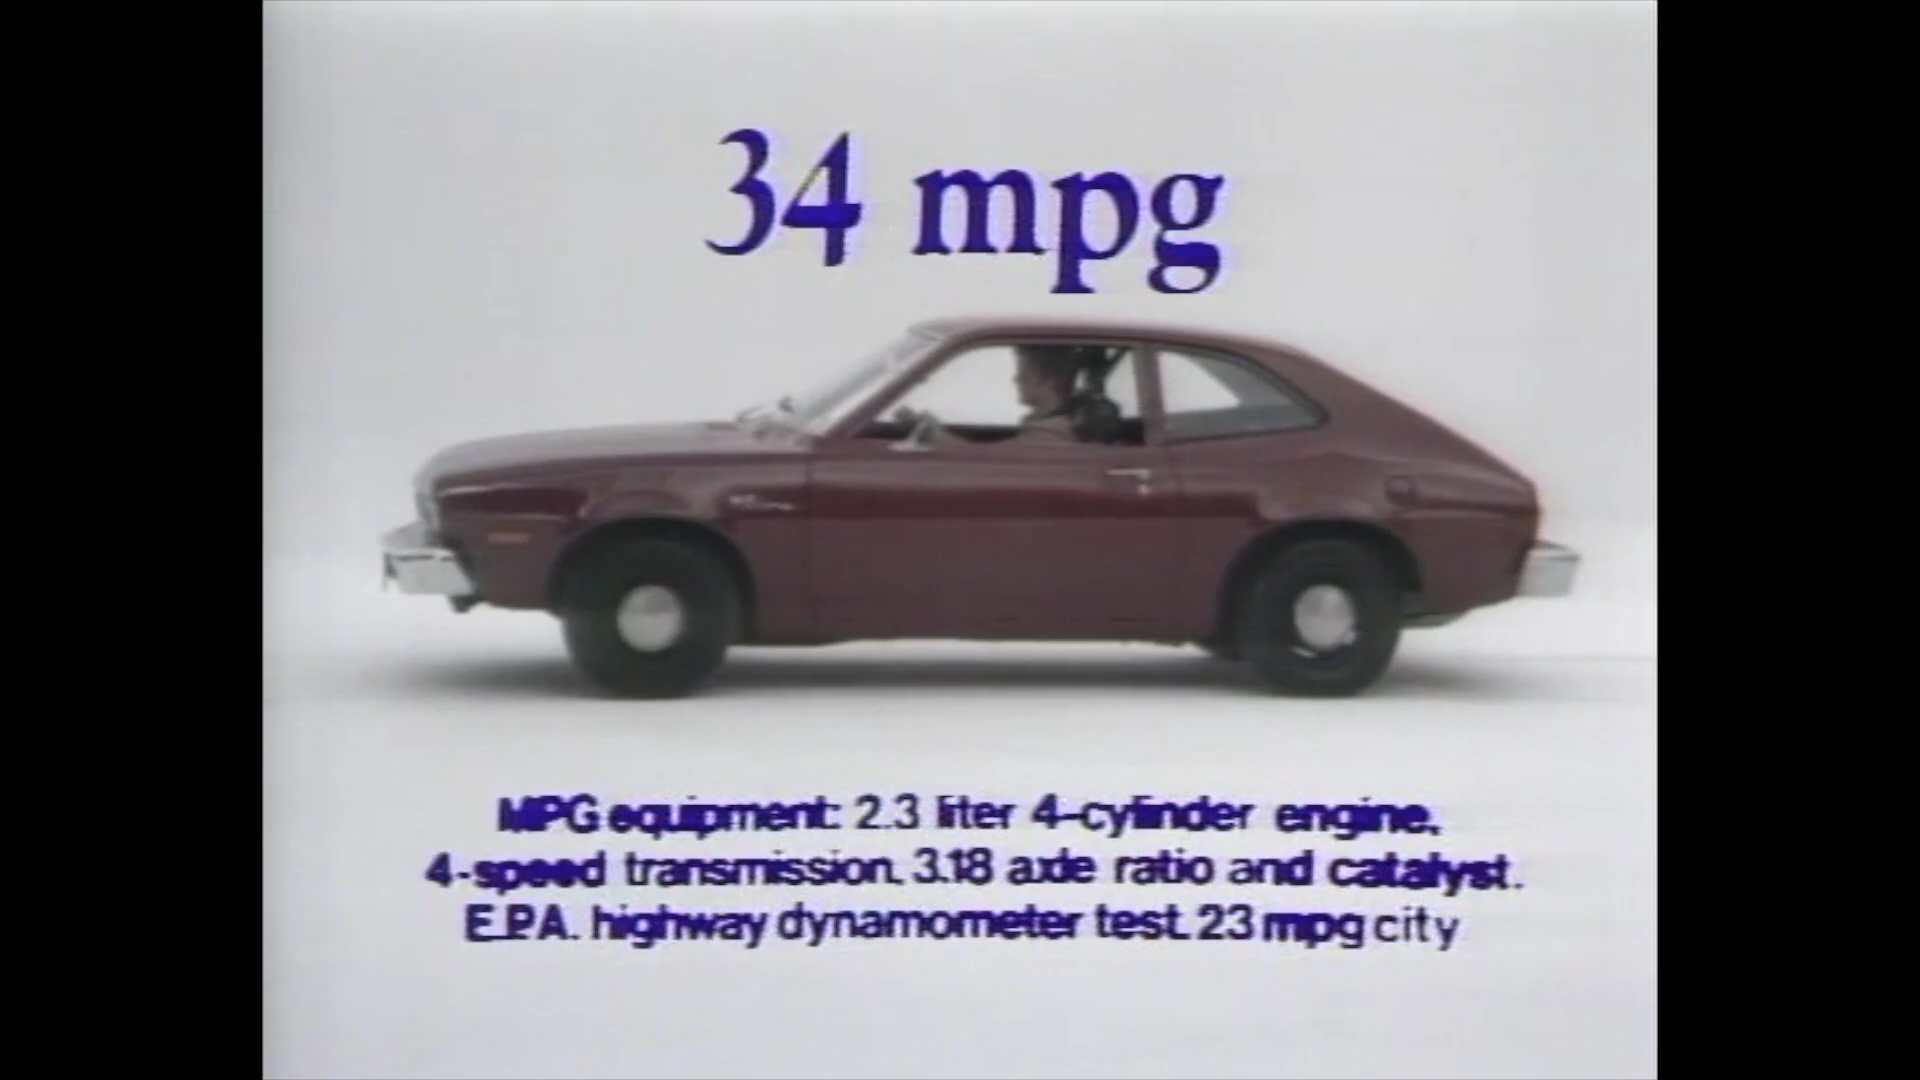 34 mpg
MPG equipment: 2.3 liter 4-cylinder engine,
4-speed transmission, 3.18 axle ratio and catalyst.
E.P.A. highway dynamometer test. 23 mpg city